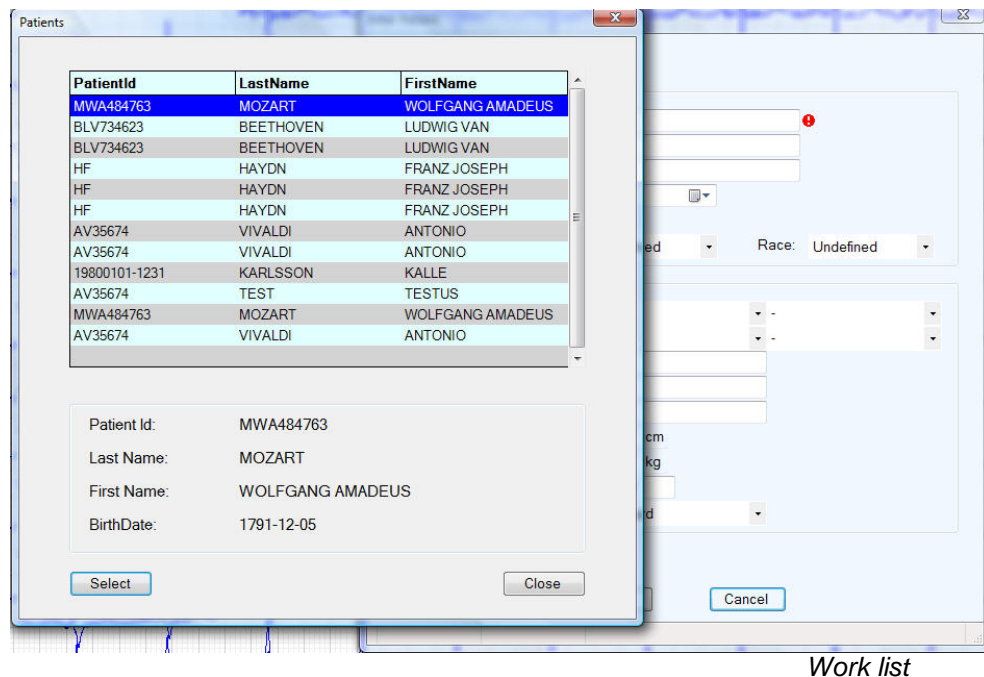 Patients
PatientId LastName FirstName
MWA484763 MOZART WOLFGANG AMADEUS
BLV734623 BEETHOVEN LUDWIG VAN
BLV734623 BEETHOVEN LUDWIG VAN
HF HAYDN FRANZ JOSEPH
HF HAYDN FRANZ JOSEPH
HF HAYDN FRANZ JOSEPH
AV35674 VIVALDI ANTONIO
AV35674 VIVALDI ANTONIO
19800101-1231 KARLSSON KALLE
AV35674 TEST TESTUS
MWA484763 MOZART WOLFGANG AMADEUS
AV35674 VIVALDI ANTONIO
Patient Id: MWA484763
Last Name: MOZART
First Name: WOLFGANG AMADEUS
BirthDate: 1791-12-05
Select Close
ed Race: Undefined
-
-
cm
kg
rd
Cancel
Work list